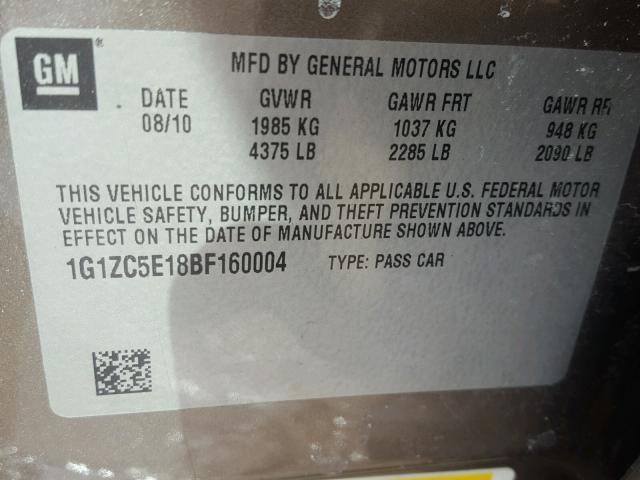 GM ®
MFD BY GENERAL MOTORS LLC
DATE GVWR GAWR FRT GAWR RR
08/10 1985 KG 1037 KG 948 KG
4375 LB 2285 LB 2090 LB
THIS VEHICLE CONFORMS TO ALL APPLICABLE U.S. FEDERAL MOTOR
VEHICLE SAFETY, BUMPER, AND THEFT PREVENTION STANDARDS IN
EFFECT ON THE DATE OF MANUFACTURE SHOWN ABOVE.
1G1ZC5E18BF160004 TYPE: PASS CAR